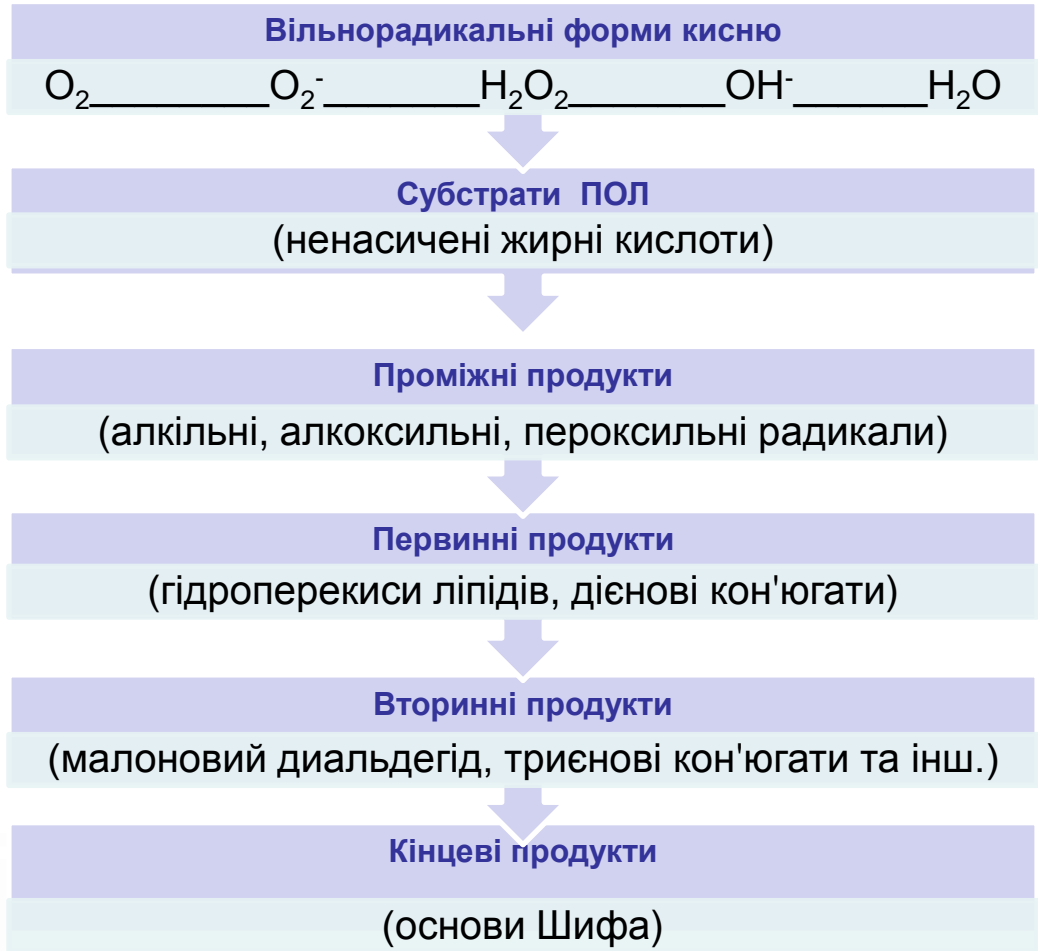 Вільнорадикальні форми кисню
O₂________O₂⁻_______H₂O₂_______OH⁻_____H₂O
Субстрати ПОЛ
(ненасичені жирні кислоти)
Проміжні продукти
(алкільні, алкоксильні, пероксильні радикали)
Первинні продукти
(гідроперекиси ліпідів, дієнові кон'югати)
Вторинні продукти
(малоновий диальдегід, триєнові кон'югати та інш.)
Кінцеві продукти
(основи Шифа)